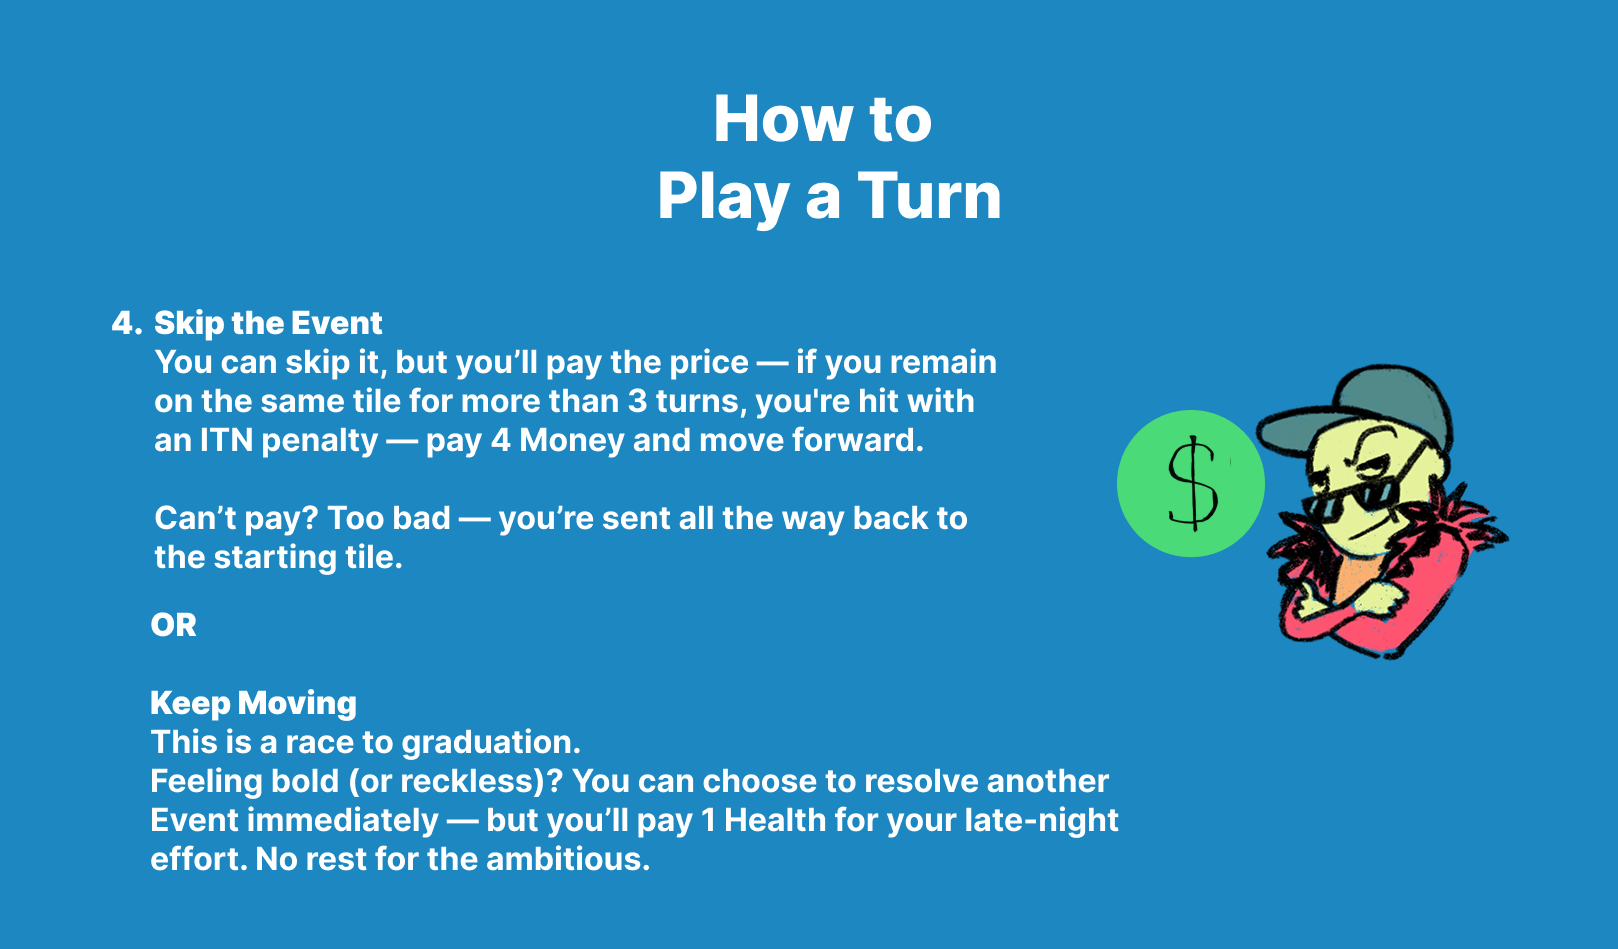 How to
Play a Turn
4. Skip the Event
You can skip it, but you’ll pay the price — if you remain
on the same tile for more than 3 turns, you're hit with
an ITN penalty — pay 4 Money and move forward.
Can’t pay? Too bad — you’re sent all the way back to
the starting tile.
$
OR
Keep Moving
This is a race to graduation.
Feeling bold (or reckless)? You can choose to resolve another
Event immediately — but you’ll pay 1 Health for your late-night
effort. No rest for the ambitious.